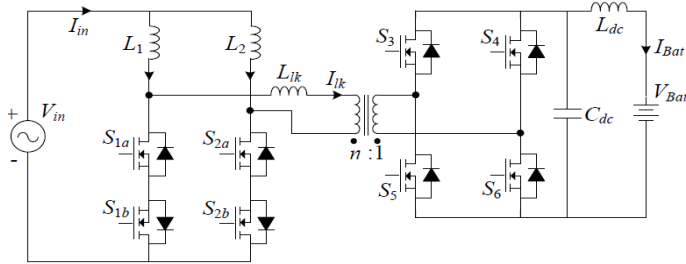 I_in
L_1
L_2
L_lk
I_lk
S_3
S_4
L_dc
I_Bat
V_Bat
+
V_in
-
S_1a
S_2a
n : 1
C_dc
S_1b
S_2b
S_5
S_6